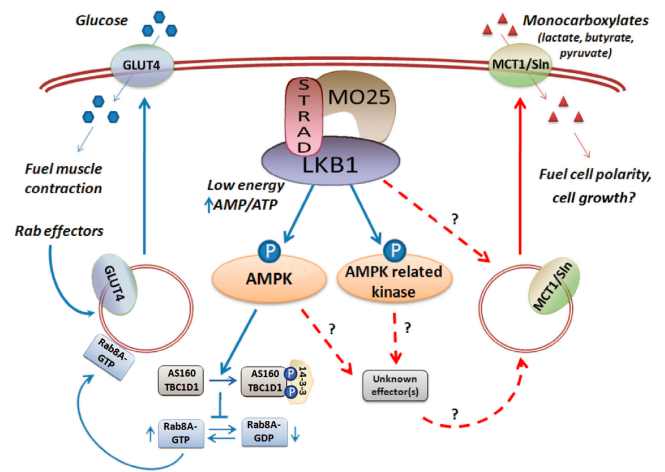 Glucose
GLUT4
Fuel muscle
contraction
Rab effectors
GLUT4
Rab8A-
GTP
STRAD
MO25
LKB1
Low energy
AMP/ATP
P
AMPK
P
AMPK related
kinase
?
?
?
AS160
TBC1D1
AS160
TBC1D1
P
P
14-3-3
Rab8A-
GTP
Rab8A-
GDP
Unknown
effector(s)
?
Monocarboxylates
(lactate, butyrate,
pyruvate)
MCT1/Sln
Fuel cell polarity,
cell growth?
MCT1/Sln